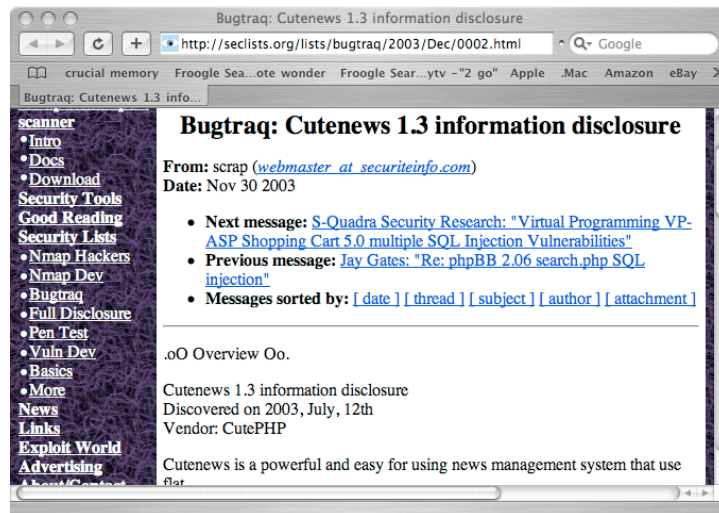 Bugtraq: Cutenews 1.3 information disclosure
http://seclists.org/lists/bugtraq/2003/Dec/0002.html
Google
crucial memory Froogle Sea...ote wonder Froogle Sear...ytv -"2 go" Apple .Mac Amazon eBay
Bugtraq: Cutenews 1.3 info...
scanner
•Intro
•Docs
•Download
Security Tools
Good Reading
Security Lists
•Nmap Hackers
•Nmap Dev
•Bugtraq
•Full Disclosure
•Pen Test
•Vuln Dev
•Basics
•More
News
Links
Exploit World
Advertising
About/Contact
Bugtraq: Cutenews 1.3 information disclosure
From: scrap (webmaster_at_securiteinfo.com)
Date: Nov 30 2003
• Next message: S-Quadra Security Research: "Virtual Programming VP-
ASP Shopping Cart 5.0 multiple SQL Injection Vulnerabilities"
• Previous message: Jay Gates: "Re: phpBB 2.06 search.php SQL
injection"
• Messages sorted by: [ date ] [ thread ] [ subject ] [ author ] [ attachment ]
.oO Overview Oo.
Cutenews 1.3 information disclosure
Discovered on 2003, July, 12th
Vendor: CutePHP
Cutenews is a powerful and easy for using news management system that use
flat